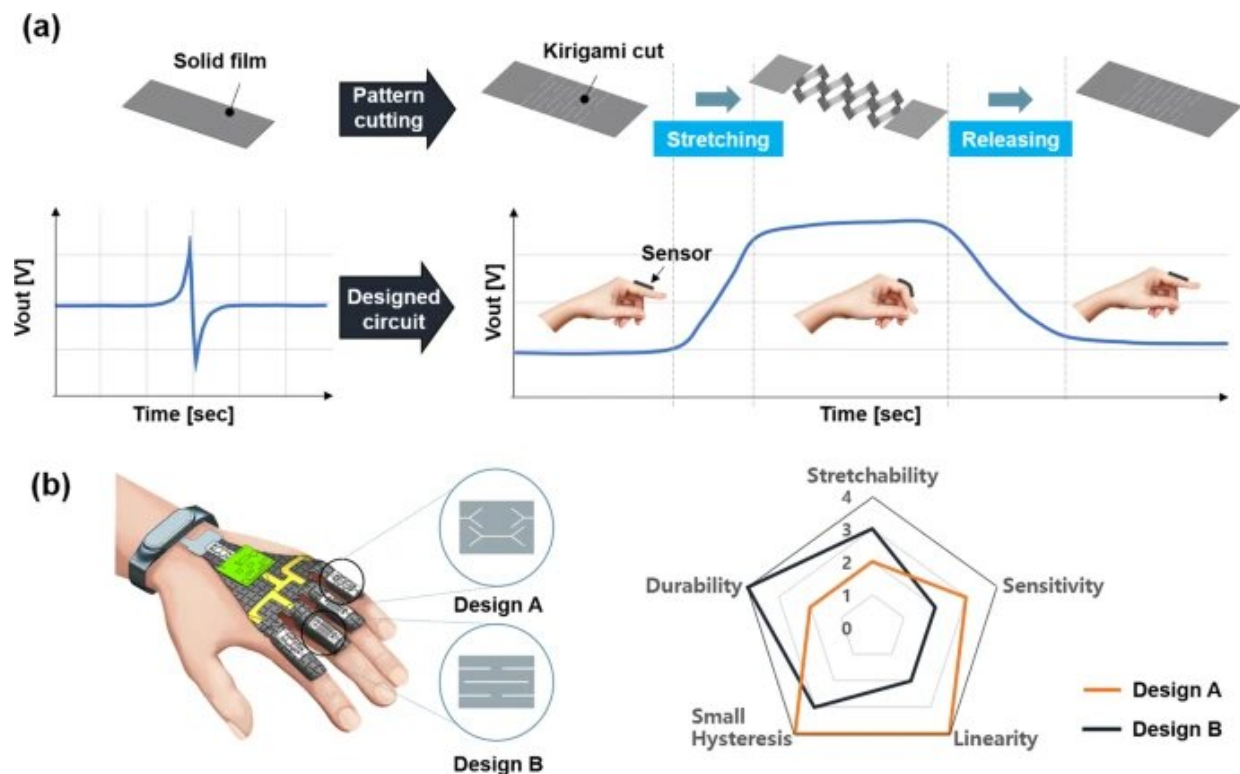 (a)
Solid film
Pattern
cutting
Kirigami cut
Stretching
Releasing
Vout [V]
Time [sec]
Designed
circuit
Vout [V]
Sensor
Time [sec]
(b)
Design A
Design B
Stretchability
4
3
2
1
0
Durability
Sensitivity
Small
Hysteresis
Linearity
Design A
Design B